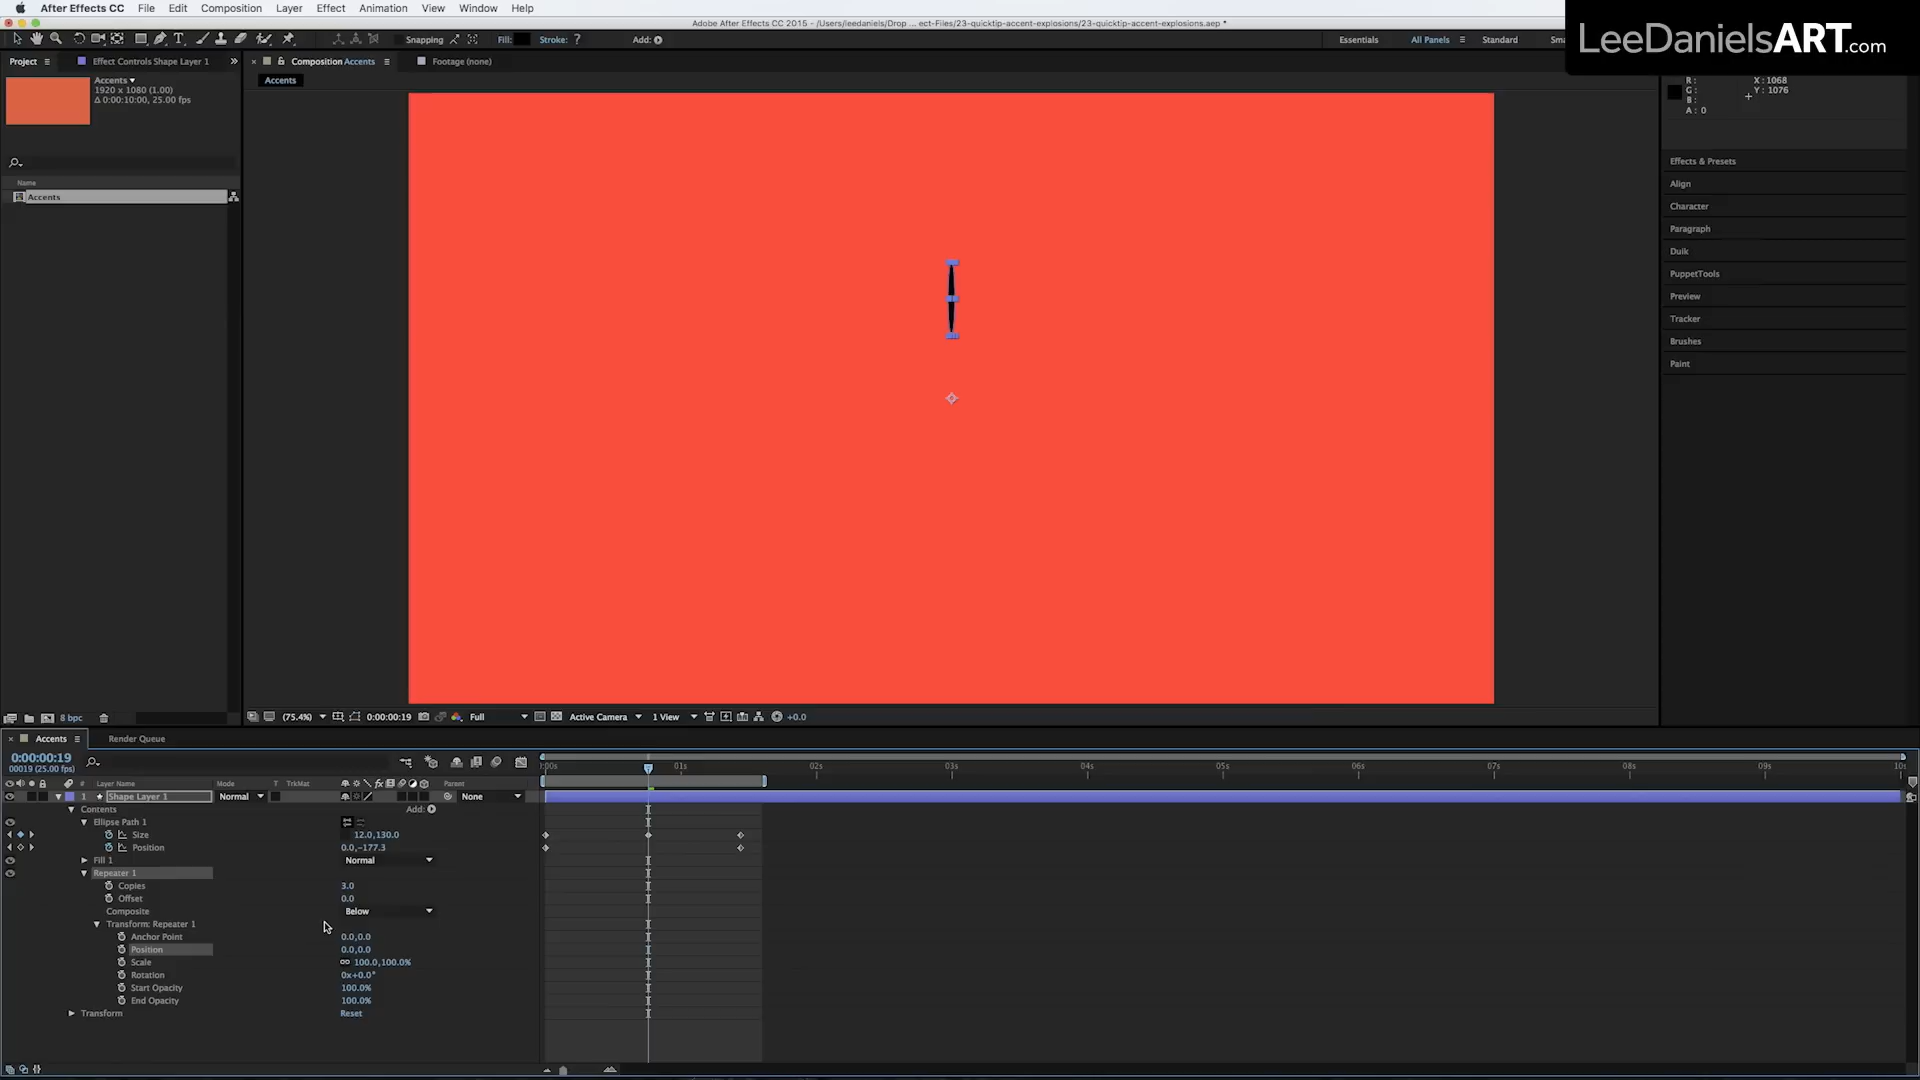 After Effects CC File Edit Composition Layer Effect Animation View Window Help
Adobe After Effects CC 2015 - /Users/leedaniels/Drop ... ect-Files/23-quicktip-accent-explosions/23-quicktip-accent-explosions.aep *
LeeDanielsART.com
Snapping Fill: Stroke: ? Add: Essentials All Panels Standard Sma
Project Effect Controls Shape Layer 1 Composition Accents Footage (none)
Accents
1920 x 1080 (1.00)
Δ 0:00:10:00, 25.00 fps
Accents
R: X: 1068
G: Y: 1076
B:
A: 0
Name
Accents
Effects & Presets
Align
Character
Paragraph
Duik
PuppetTools
Preview
Tracker
Brushes
Paint
8 bpc (75.4%) 0:00:00:19 Full Active Camera 1 View +0.0
Accents Render Queue
0:00:00:19
00019 (25.00 fps)
:00s 01s 02s 03s 04s 05s 06s 07s 08s 09s 10s
# Layer Name Mode T TrkMat Parent
1 Shape Layer 1 Normal None
Contents Add:
Ellipse Path 1
Size 12.0,130.0
Position 0.0,-177.3
Fill 1 Normal
Repeater 1
Copies 3.0
Offset 0.0
Composite Below
Transform: Repeater 1
Anchor Point 0.0,0.0
Position 0.0,0.0
Scale 100.0,100.0%
Rotation 0x+0.0°
Start Opacity 100.0%
End Opacity 100.0%
Transform Reset